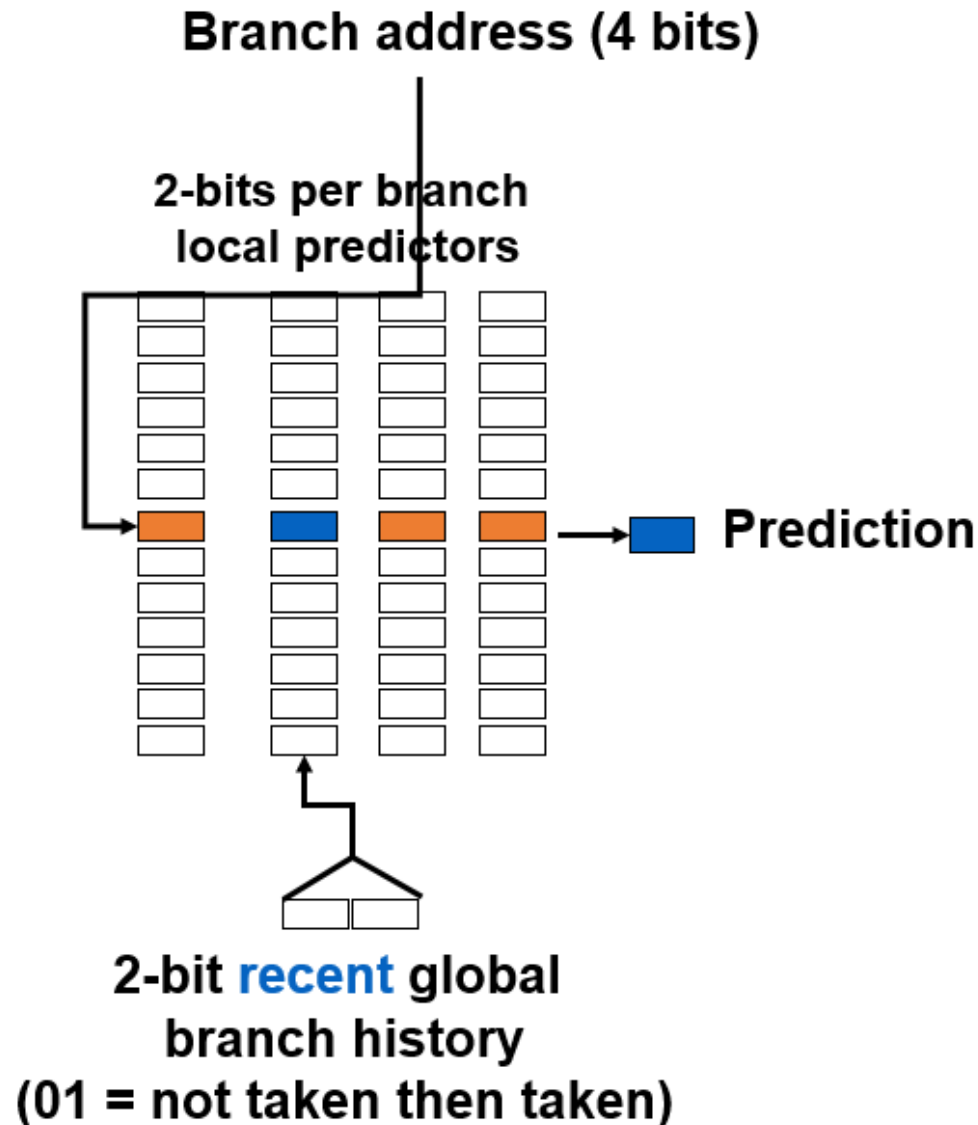 Branch address (4 bits)
2-bits per branch
local predictors
Prediction
2-bit recent global
branch history
(01 = not taken then taken)